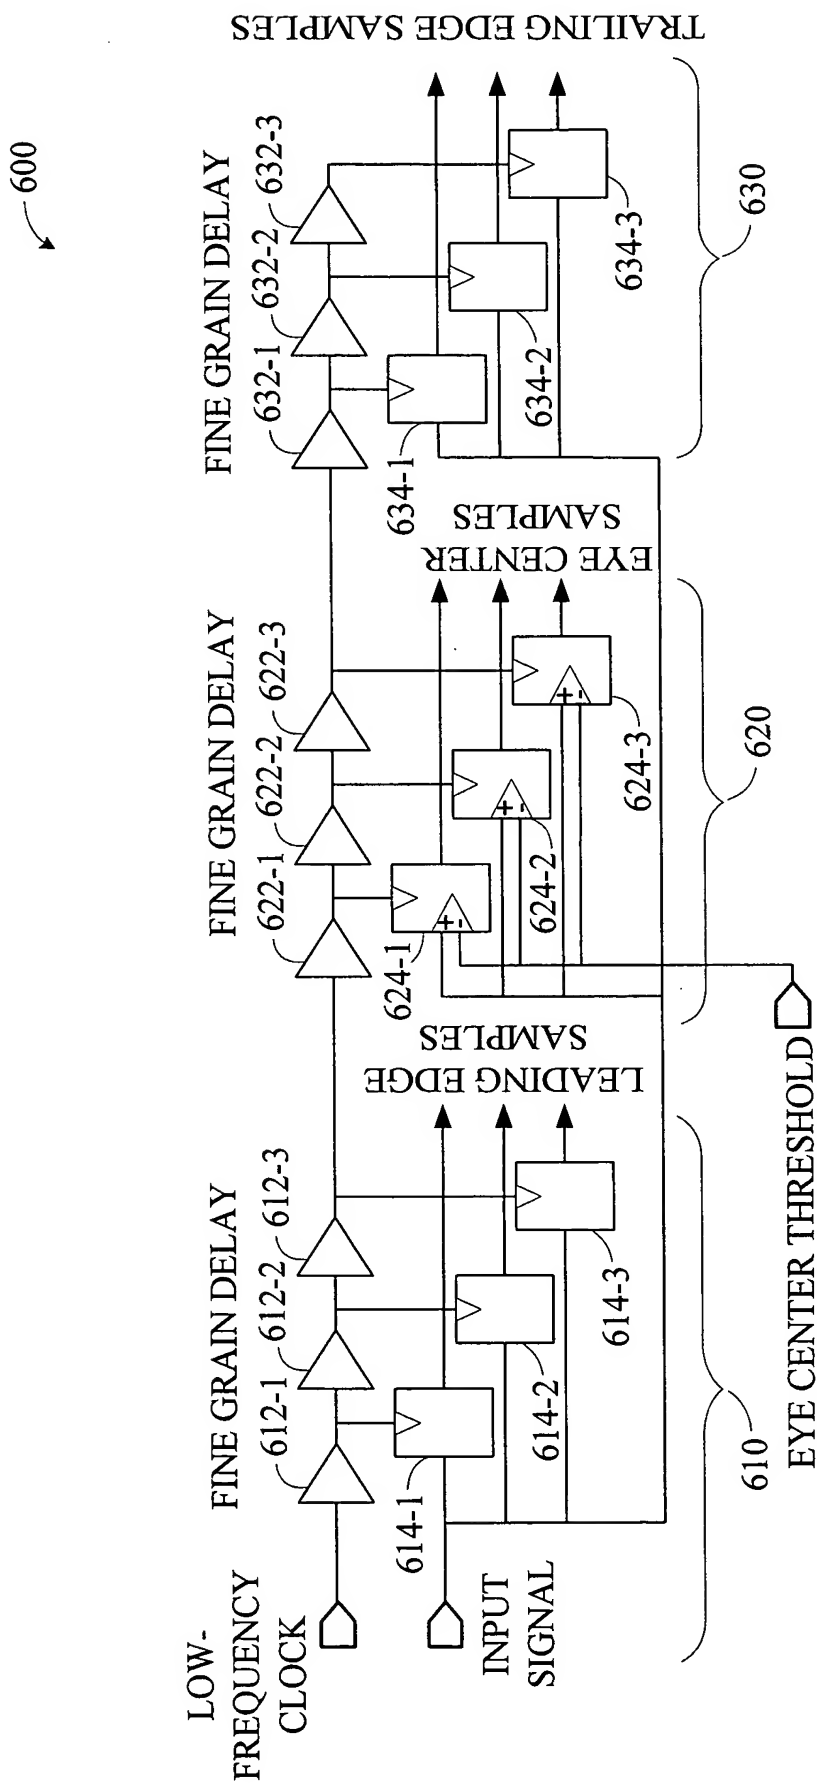 600
LOW-
FREQUENCY
CLOCK
INPUT
SIGNAL
FINE GRAIN DELAY
612-1
612-2
612-3
614-1
614-2
614-3
LEADING EDGE
SAMPLES
610
FINE GRAIN DELAY
622-1
622-2
622-3
624-1
624-2
624-3
+
-
+
-
+
-
EYE CENTER
SAMPLES
620
EYE CENTER THRESHOLD
FINE GRAIN DELAY
632-1
632-2
632-3
634-1
634-2
634-3
TRAILING EDGE SAMPLES
630